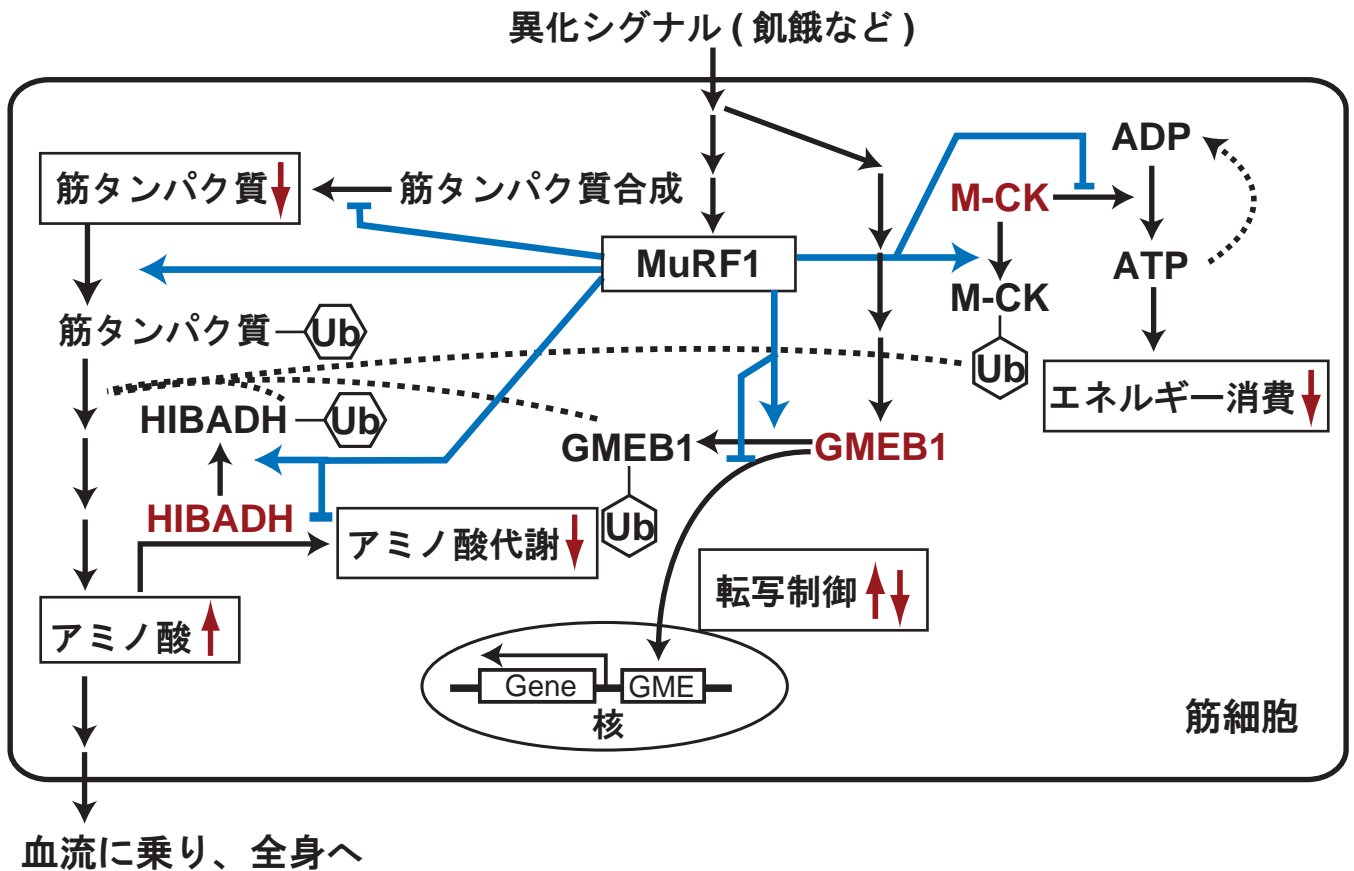 異化シグナル ( 飢餓など )
ADP
筋タンパク質
筋タンパク質合成
M-CK
MuRF1
ATP
M-CK
筋タンパク質
Ub
Ub
エネルギー消費
HIBADH
Ub
GMEB1
GMEB1
HIBADH
アミノ酸代謝
Ub
転写制御
アミノ酸
Gene
GME
核
筋細胞
血流に乗り、全身へ